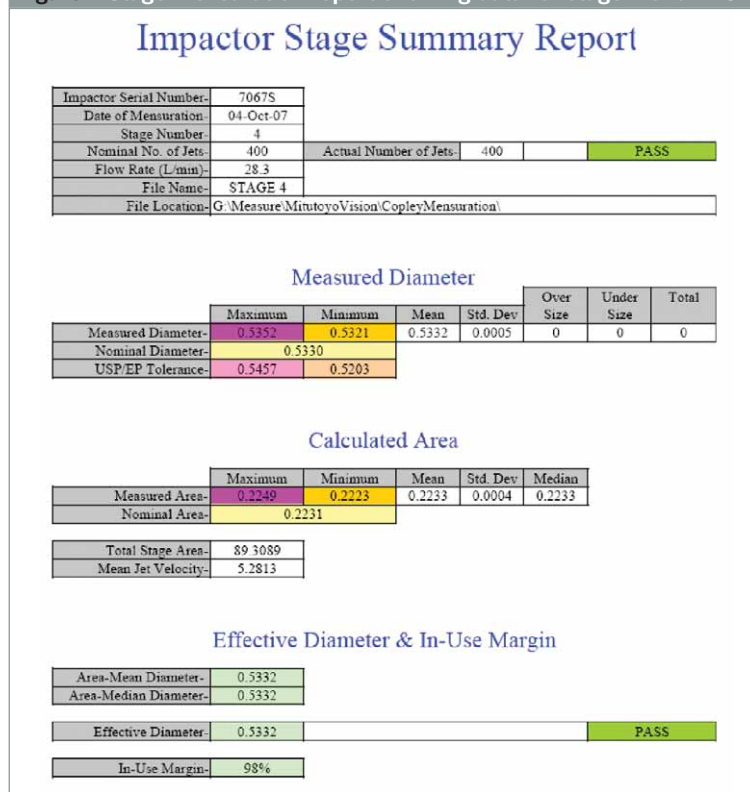 Impactor Stage Summary Report
Impactor Serial Number- 7067S
Date of Mensuration- 04-Oct-07
Stage Number- 4
Nominal No. of Jets- 400 Actual Number of Jets- 400 PASS
Flow Rate (L/min)- 28.3
File Name- STAGE 4
File Location- G:\Measure\MitutoyoVision\CopleyMensuration\
Measured Diameter
Maximum Minimum Mean Std. Dev Over Size Under Size Total
Measured Diameter- 0.5352 0.5321 0.5332 0.0005 0 0 0
Nominal Diameter- 0.5330
USP/EP Tolerance- 0.5457 0.5203
Calculated Area
Maximum Minimum Mean Std. Dev Median
Measured Area- 0.2249 0.2223 0.2233 0.0004 0.2233
Nominal Area- 0.2231
Total Stage Area- 89.3089
Mean Jet Velocity- 5.2813
Effective Diameter & In-Use Margin
Area-Mean Diameter- 0.5332
Area-Median Diameter- 0.5332
Effective Diameter- 0.5332 PASS
In-Use Margin- 98%